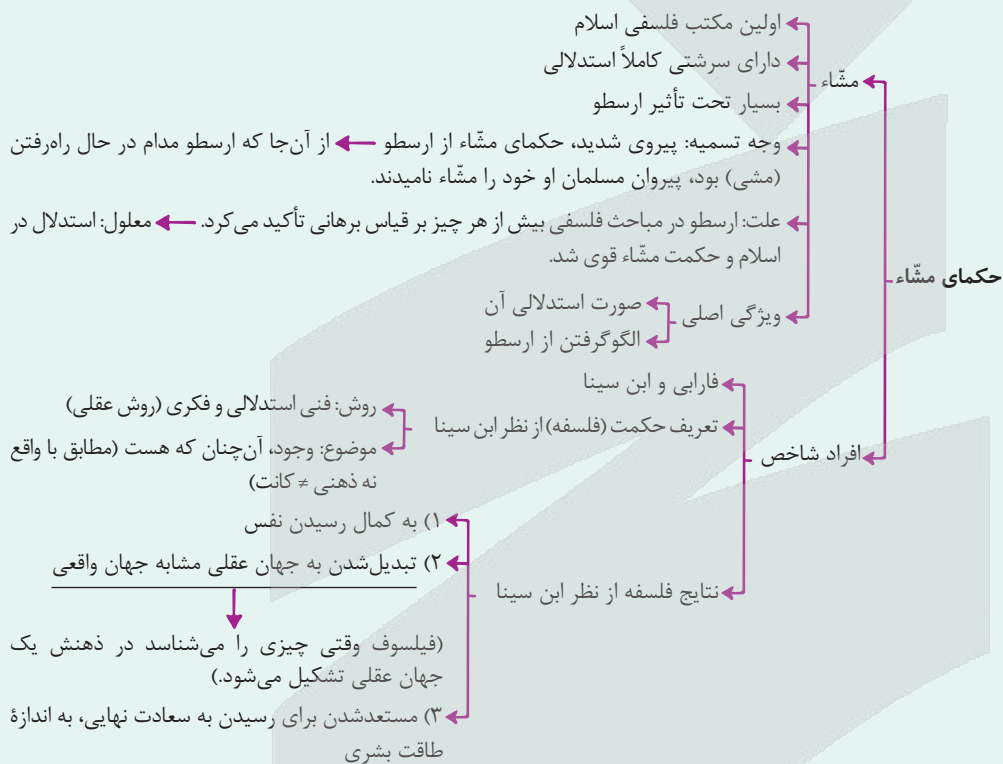 حکمای مشّاء
مشّاء
اولین مکتب فلسفی اسلام
دارای سرشتی کاملاً استدلالی
بسیار تحت تأثیر ارسطو
وجه تسمیه: پیروی شدید، حکمای مشّاء از ارسطو ← از آن‌جا که ارسطو مدام در حال راه‌رفتن
(مشی) بود، پیروان مسلمان او خود را مشّاء نامیدند.
علت: ارسطو در مباحث فلسفی بیش از هر چیز بر قیاس برهانی تأکید می‌کرد. ← معلول: استدلال در
اسلام و حکمت مشّاء قوی شد.
ویژگی اصلی
صورت استدلالی آن
الگوگرفتن از ارسطو
افراد شاخص
فارابی و ابن سینا
تعریف حکمت (فلسفه) از نظر ابن سینا
روش: فنی استدلالی و فکری (روش عقلی)
موضوع: وجود، آن‌چنان که هست (مطابق با واقع
نه ذهنی ≠ کانت)
نتایج فلسفه از نظر ابن سینا
۱) به کمال رسیدن نفس
۲) تبدیل‌شدن به جهان عقلی مشابه جهان واقعی
(فیلسوف وقتی چیزی را می‌شناسد در ذهنش یک
جهان عقلی تشکیل می‌شود.)
۳) مستعدشدن برای رسیدن به سعادت نهایی، به اندازهٔ
طاقت بشری